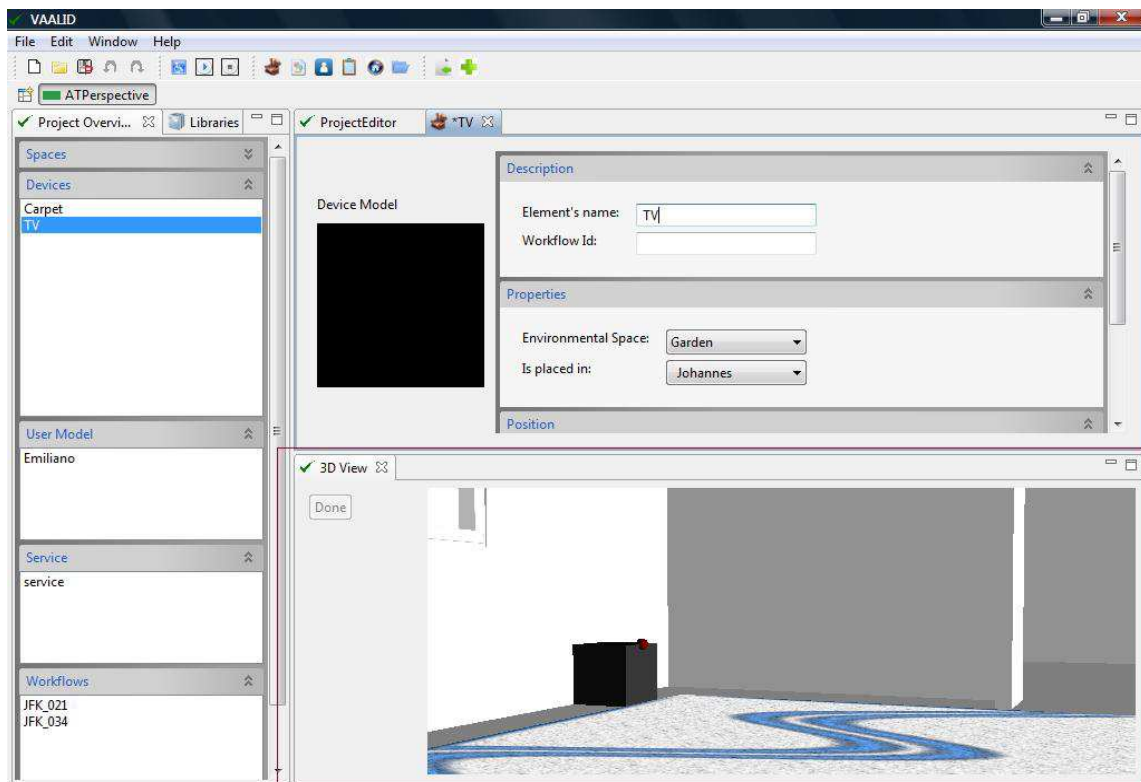 VAALID
File Edit Window Help
ATPerspective
Project Overvi... Libraries
Spaces
Devices
Carpet
TV
User Model
Emiliano
Service
service
Workflows
JFK_021
JFK_034
ProjectEditor *TV
Device Model
Description
Element's name: TV
Workflow Id:
Properties
Environmental Space: Garden
Is placed in: Johannes
Position
3D View
Done